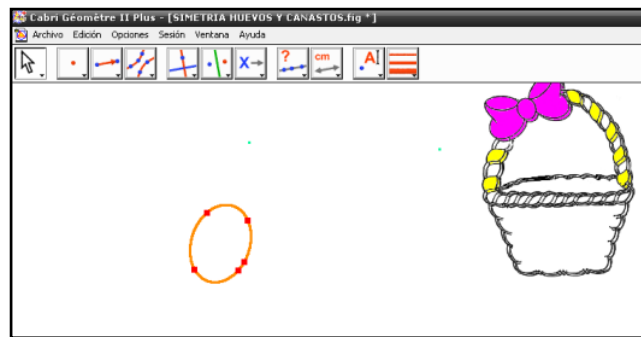 Cabri Géomètre II Plus - [SIMETRIA HUEVOS Y CANASTOS.fig *]
Archivo Edición Opciones Sesión Ventana Ayuda
X ? cm A